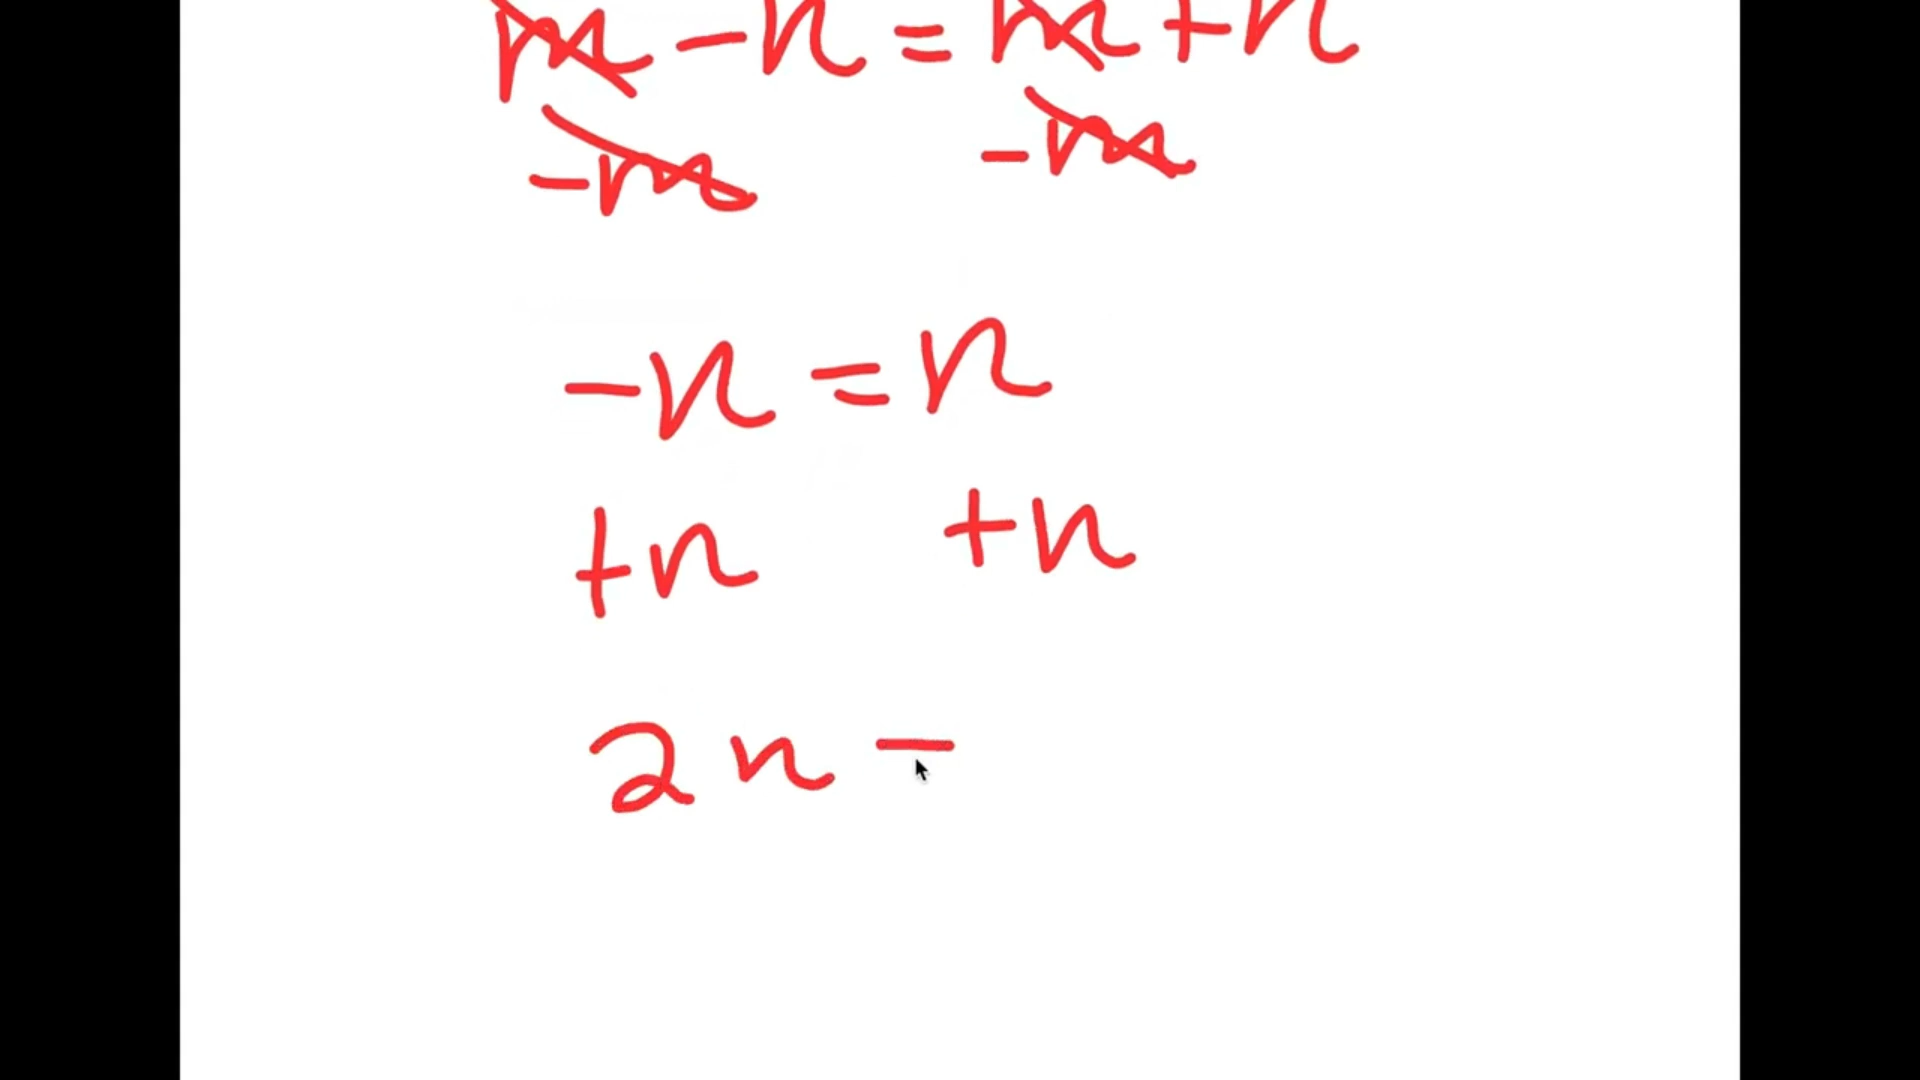 m - n = m + n
-m -m
-n = n
+n +n
2n -